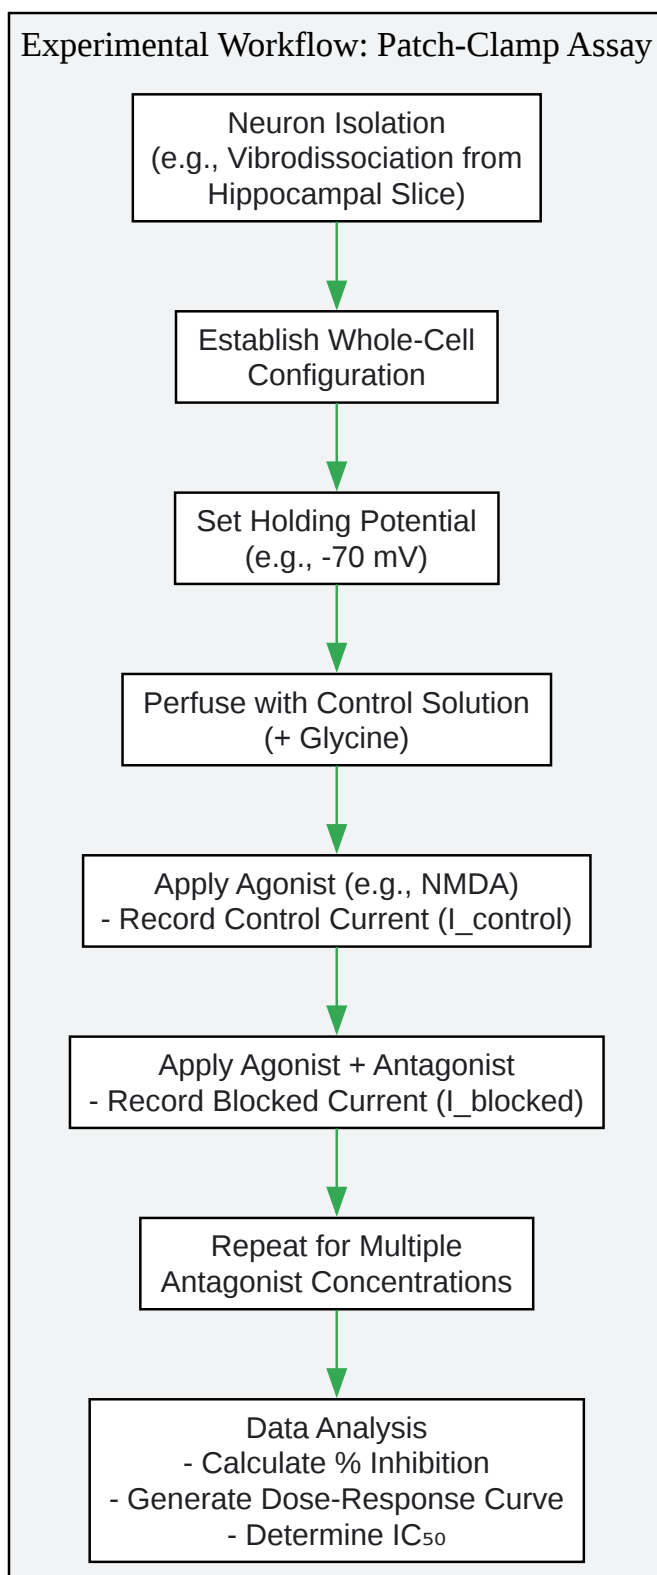 Experimental Workflow: Patch-Clamp Assay
Neuron Isolation
(e.g., Vibrodissociation from
Hippocampal Slice)
Establish Whole-Cell
Configuration
Set Holding Potential
(e.g., -70 mV)
Perfuse with Control Solution
(+ Glycine)
Apply Agonist (e.g., NMDA)
- Record Control Current (I_control)
Apply Agonist + Antagonist
- Record Blocked Current (I_blocked)
Repeat for Multiple
Antagonist Concentrations
Data Analysis
- Calculate % Inhibition
- Generate Dose-Response Curve
- Determine IC₅₀